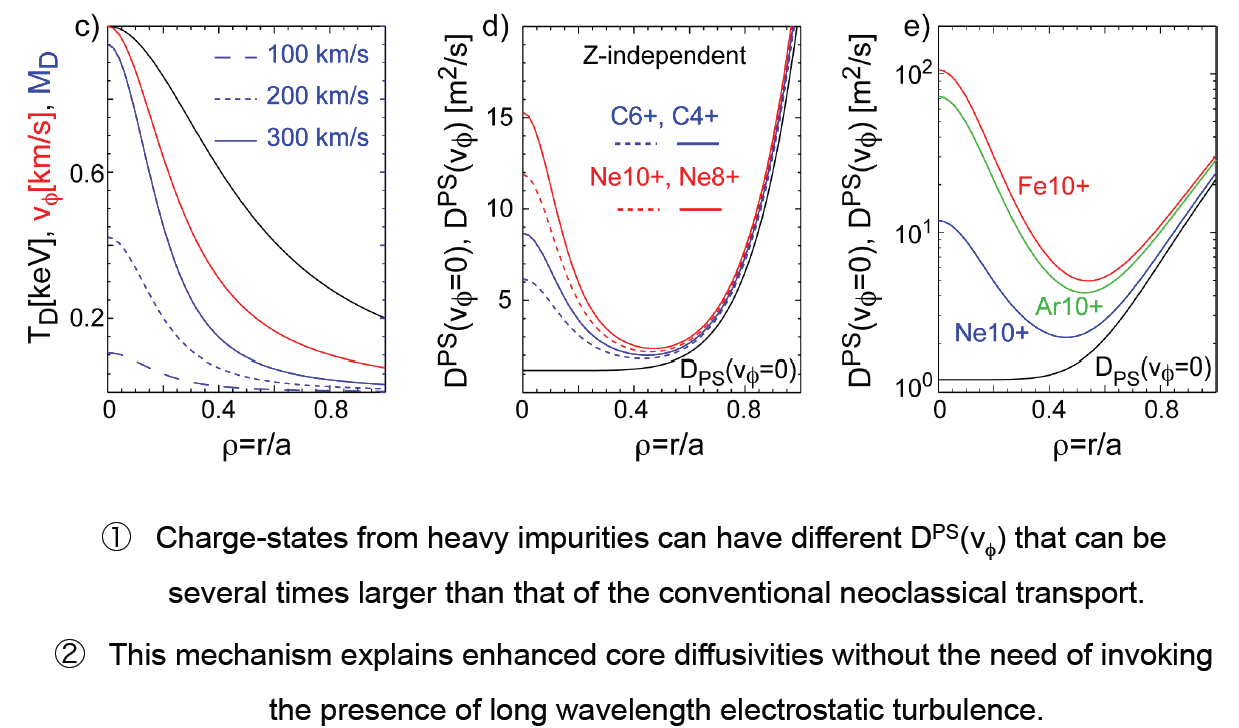 c)
T_D[keV], v_ϕ[km/s], M_D
100 km/s
200 km/s
300 km/s
0.6
0.2
0 0.4 0.8
ρ=r/a
d)
D^PS(v_ϕ=0), D^PS(v_ϕ) [m²/s]
Z-independent
C6+, C4+
Ne10+, Ne8+
15
10
5
D_PS(v_ϕ=0)
0 0.4 0.8
ρ=r/a
e)
D^PS(v_ϕ=0), D^PS(v_ϕ) [m²/s]
10²
Fe10+
10¹
Ar10+
Ne10+
D_PS(v_ϕ=0)
10⁰
0 0.4 0.8
ρ=r/a
① Charge-states from heavy impurities can have different D^PS(v_ϕ) that can be
several times larger than that of the conventional neoclassical transport.
② This mechanism explains enhanced core diffusivities without the need of invoking
the presence of long wavelength electrostatic turbulence.